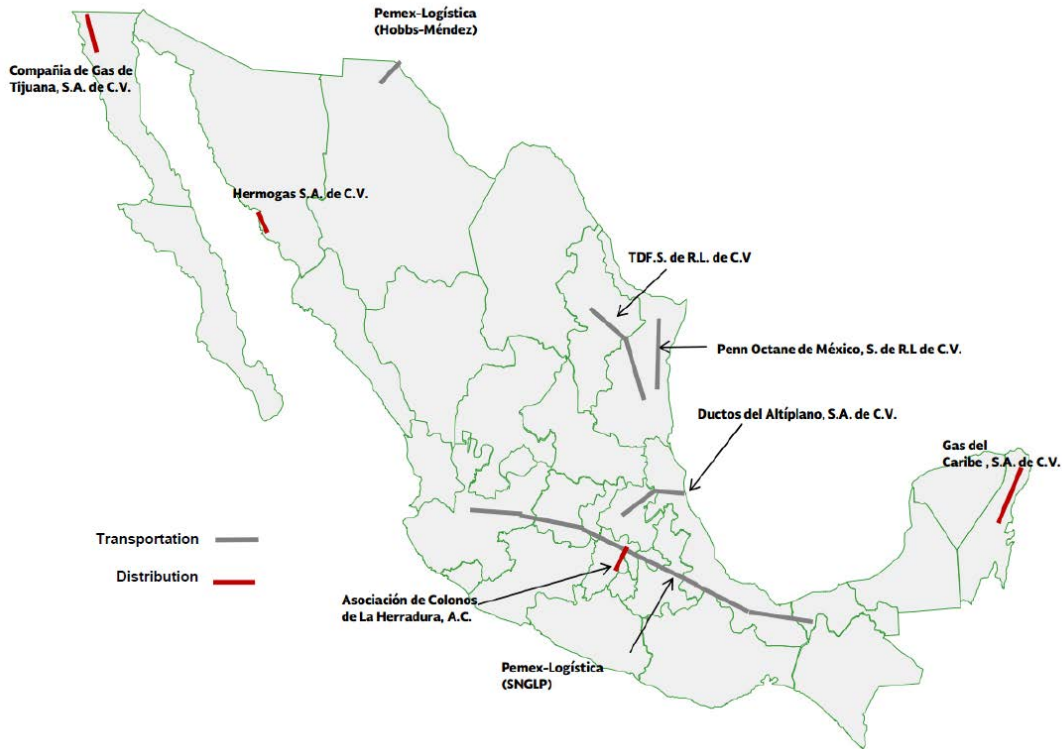 Pemex-Logística
(Hobbs-Méndez)
Compañia de Gas de
Tijuana, S.A. de C.V.
Hermogas S.A. de C.V.
TDF.S. de R.L. de C.V
Penn Octane de México, S. de R.L de C.V.
Ductos del Altíplano, S.A. de C.V.
Gas del
Caribe , S.A. de C.V.
Transportation
Distribution
Asociación de Colonos
de La Herradura, A.C.
Pemex-Logística
(SNGLP)